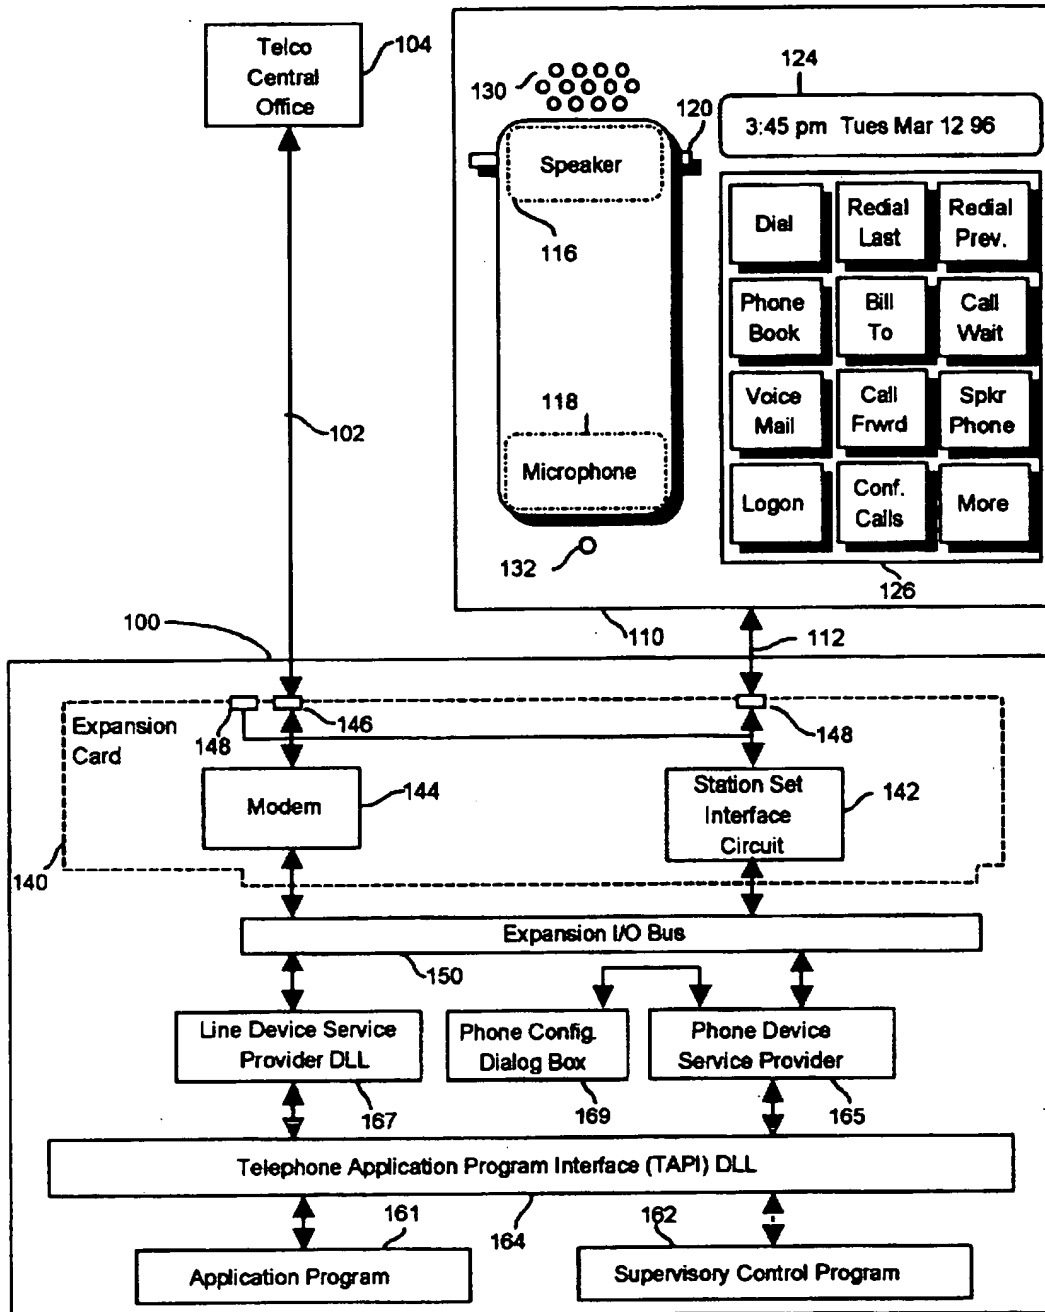 Telco
Central
Office
104
130
124
120
3:45 pm Tues Mar 12 96
Speaker
116
Dial
Redial
Last
Redial
Prev.
Phone
Book
Bill
To
Call
Wait
Voice
Mail
Call
Frwrd
Spkr
Phone
Logon
Conf.
Calls
More
102
118
Microphone
132
126
100
110
112
Expansion
Card
148
146
148
Modem
144
Station Set
Interface
Circuit
142
140
Expansion I/O Bus
150
Line Device Service
Provider DLL
Phone Config.
Dialog Box
Phone Device
Service Provider
167
169
165
Telephone Application Program Interface (TAPI) DLL
161
164
162
Application Program
Supervisory Control Program